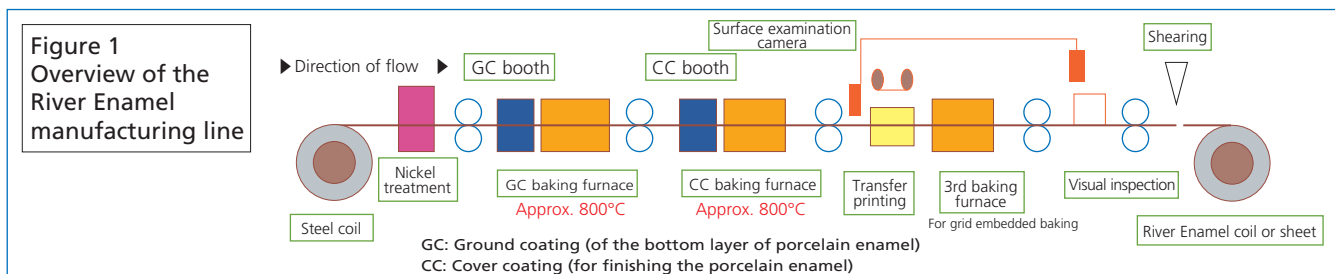 Figure 1
Overview of the
River Enamel
manufacturing line
Direction of flow
GC booth
CC booth
Surface examination
camera
Shearing
Steel coil
Nickel
treatment
GC baking furnace
Approx. 800°C
CC baking furnace
Approx. 800°C
Transfer
printing
3rd baking
furnace
For grid embedded baking
Visual inspection
River Enamel coil or sheet
GC: Ground coating (of the bottom layer of porcelain enamel)
CC: Cover coating (for finishing the porcelain enamel)